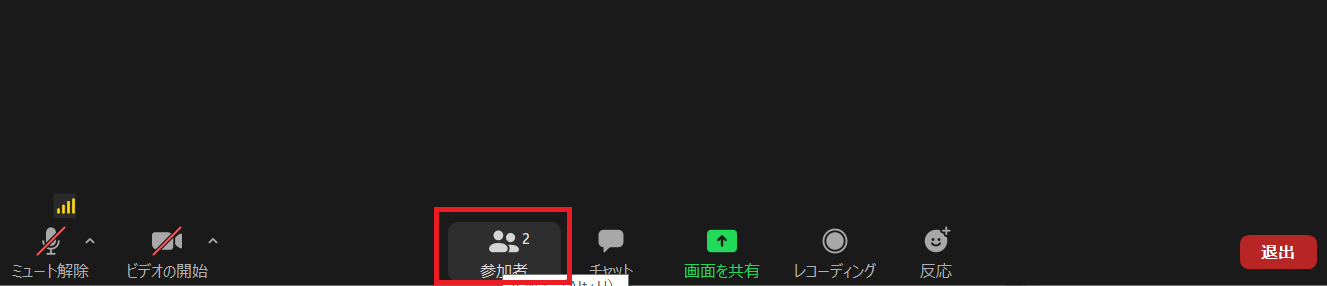 2
ミュート解除
ビデオの開始
参加者
チャット
画面を共有
レコーディング
反応
退出